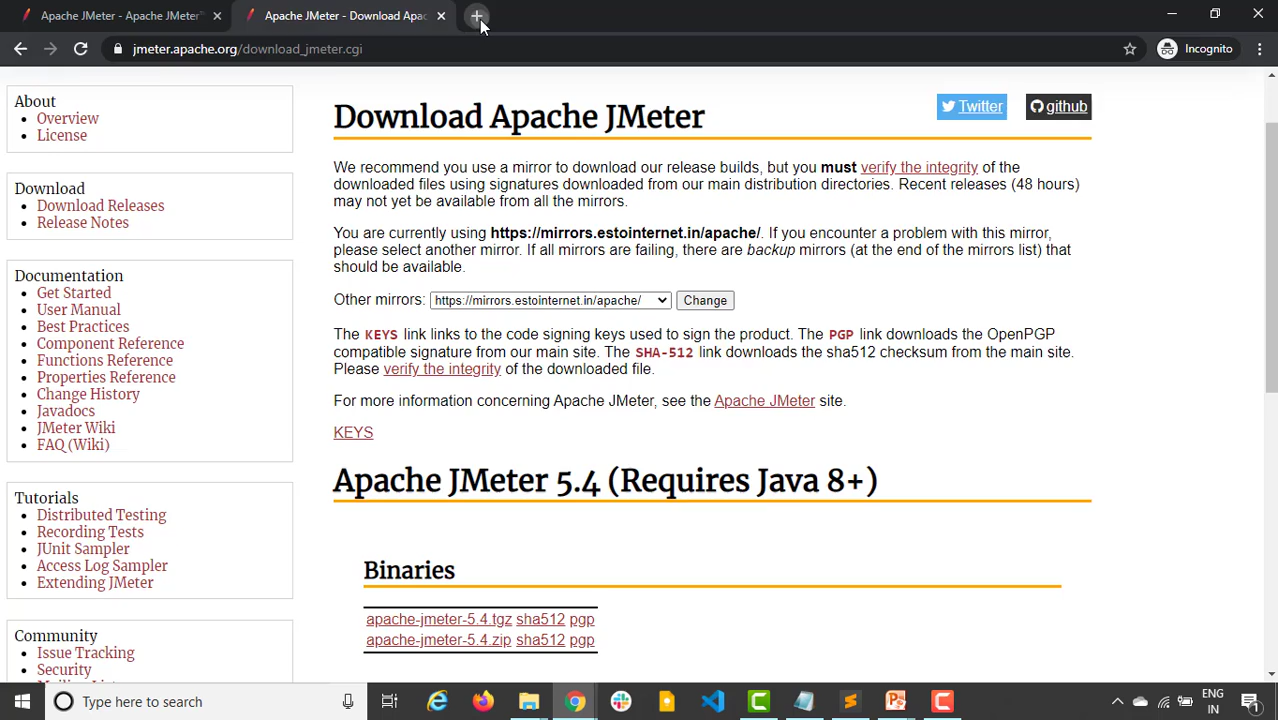 Apache JMeter - Apache JMeter™
Apache JMeter - Download Apac
jmeter.apache.org/download_jmeter.cgi
Incognito
About
Overview
License
Download
Download Releases
Release Notes
Documentation
Get Started
User Manual
Best Practices
Component Reference
Functions Reference
Properties Reference
Change History
Javadocs
JMeter Wiki
FAQ (Wiki)
Tutorials
Distributed Testing
Recording Tests
JUnit Sampler
Access Log Sampler
Extending JMeter
Community
Issue Tracking
Security
Twitter
github
Download Apache JMeter
We recommend you use a mirror to download our release builds, but you must verify the integrity of the
downloaded files using signatures downloaded from our main distribution directories. Recent releases (48 hours)
may not yet be available from all the mirrors.
You are currently using https://mirrors.estointernet.in/apache/. If you encounter a problem with this mirror,
please select another mirror. If all mirrors are failing, there are backup mirrors (at the end of the mirrors list) that
should be available.
Other mirrors: https://mirrors.estointernet.in/apache/ Change
The KEYS link links to the code signing keys used to sign the product. The PGP link downloads the OpenPGP
compatible signature from our main site. The SHA-512 link downloads the sha512 checksum from the main site.
Please verify the integrity of the downloaded file.
For more information concerning Apache JMeter, see the Apache JMeter site.
KEYS
Apache JMeter 5.4 (Requires Java 8+)
Binaries
apache-jmeter-5.4.tgz sha512 pgp
apache-jmeter-5.4.zip sha512 pgp
Type here to search
ENG
IN
9:10 PM